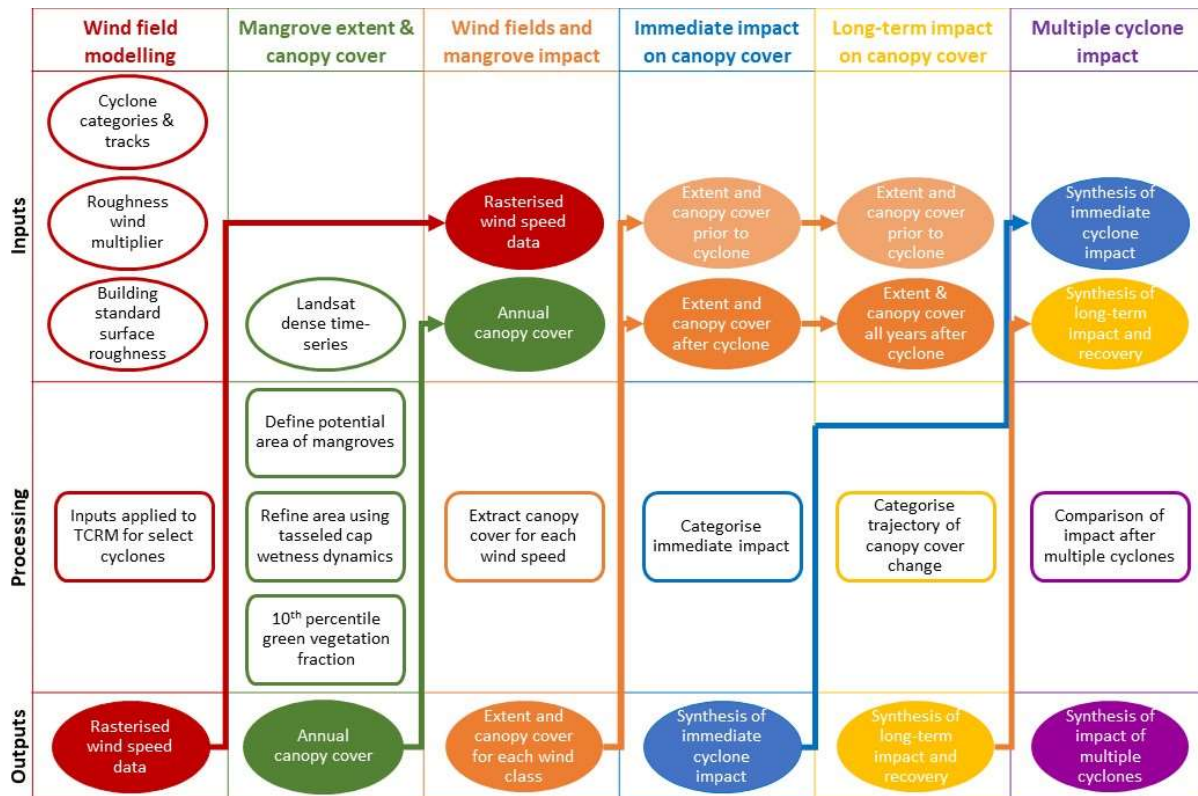 Wind field
modelling
Mangrove extent &
canopy cover
Wind fields and
mangrove impact
Immediate impact
on canopy cover
Long-term impact
on canopy cover
Multiple cyclone
impact
Inputs
Cyclone
categories &
tracks
Roughness
wind
multiplier
Rasterised
wind speed
data
Extent and
canopy cover
prior to
cyclone
Extent and
canopy cover
prior to
cyclone
Synthesis of
immediate
cyclone
impact
Building
standard
surface
roughness
Landsat
dense time-
series
Annual
canopy cover
Extent and
canopy cover
after cyclone
Extent &
canopy cover
all years after
cyclone
Synthesis of
long-term
impact and
recovery
Processing
Inputs applied to
TCRM for select
cyclones
Define potential
area of mangroves
Refine area using
tasseled cap
wetness dynamics
10th percentile
green vegetation
fraction
Extract canopy
cover for each
wind speed
Categorise
immediate impact
Categorise
trajectory of
canopy cover
change
Comparison of
impact after
multiple cyclones
Outputs
Rasterised
wind speed
data
Annual
canopy cover
Extent and
canopy cover
for each wind
class
Synthesis of
immediate
cyclone
impact
Synthesis of
long-term
impact and
recovery
Synthesis of
impact of
multiple
cyclones